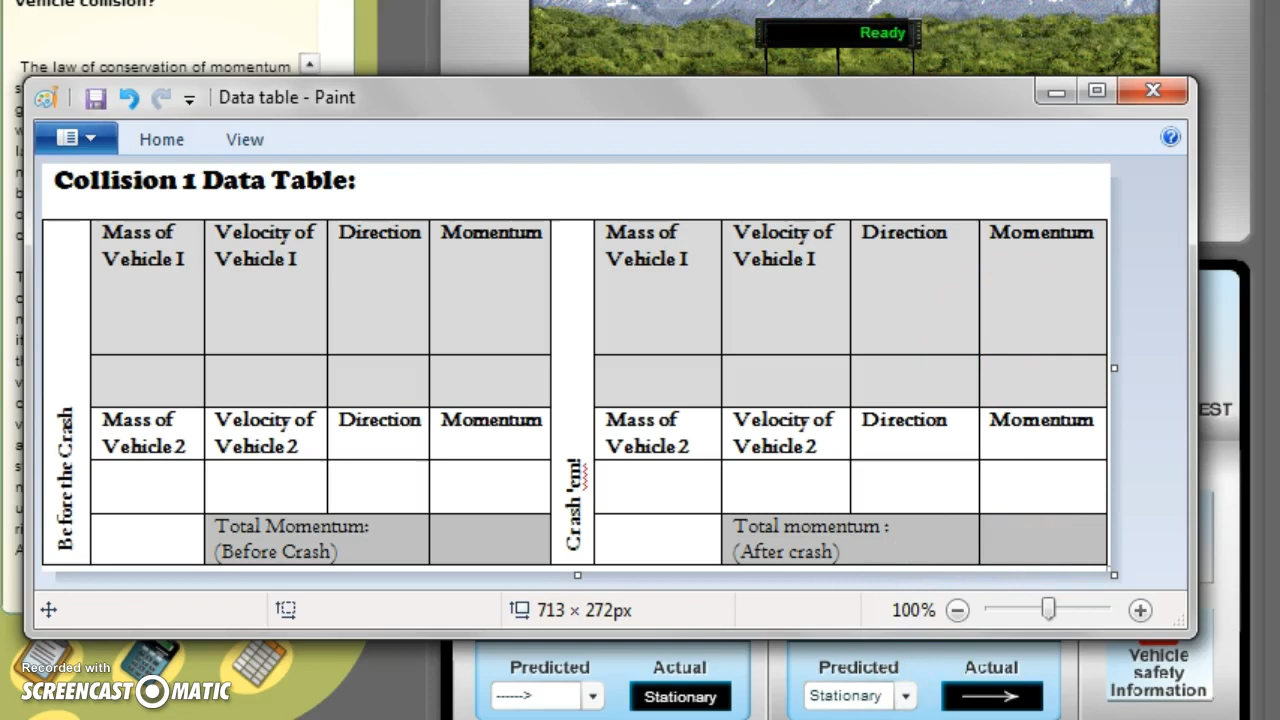 vehicle collision?
The law of conservation of momentum
Ready
Data table - Paint
Home View
Collision 1 Data Table:
Before the Crash
Mass of Vehicle I
Velocity of Vehicle I
Direction
Momentum
Mass of Vehicle 2
Velocity of Vehicle 2
Direction
Momentum
Total Momentum:
(Before Crash)
Crash 'em!
Mass of Vehicle I
Velocity of Vehicle I
Direction
Momentum
Mass of Vehicle 2
Velocity of Vehicle 2
Direction
Momentum
Total momentum :
(After crash)
713 × 272px
100%
EST
Predicted Actual
-----> Stationary
Predicted Actual
Stationary
Vehicle
safety
Information
Recorded with
SCREENCAST-O-MATIC